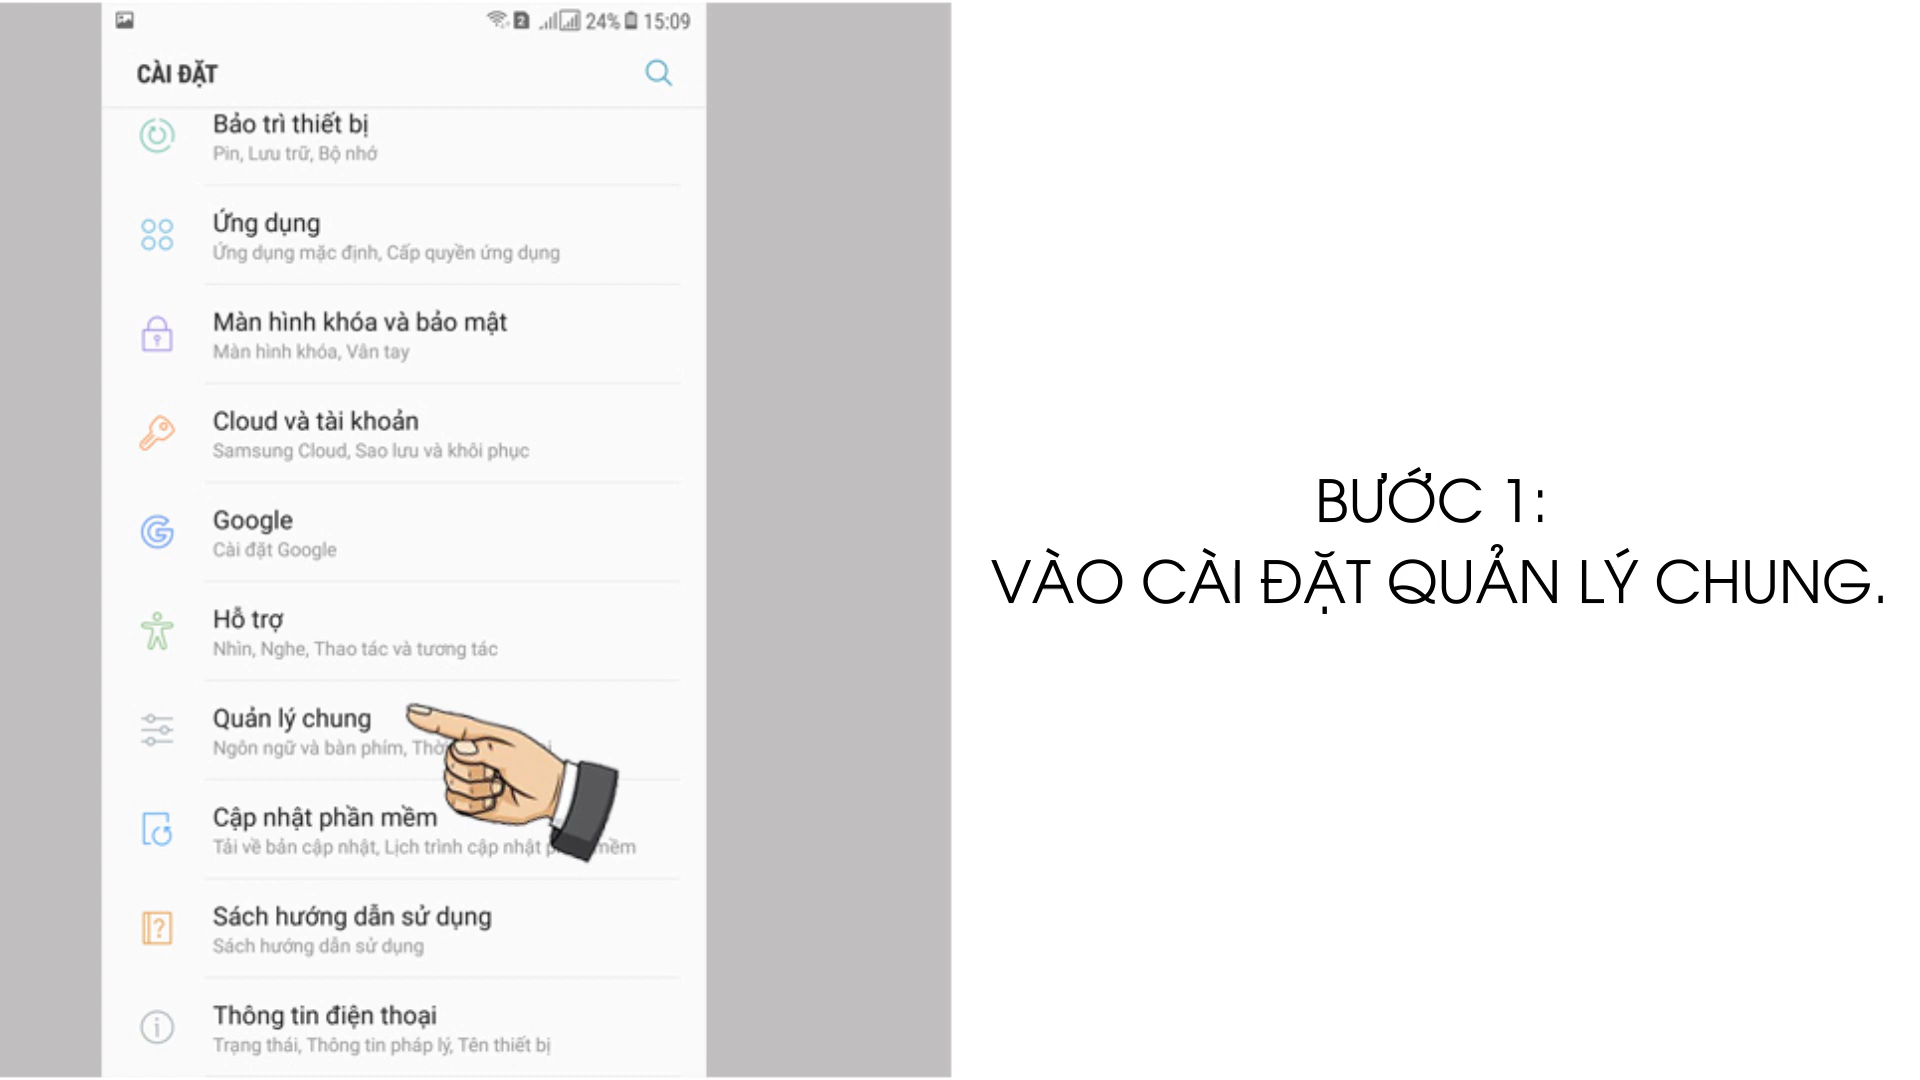 2 24% 15:09
CÀI ĐẶT
Bảo trì thiết bị
Pin, Lưu trữ, Bộ nhớ
Ứng dụng
Ứng dụng mặc định, Cấp quyền ứng dụng
Màn hình khóa và bảo mật
Màn hình khóa, Vân tay
Cloud và tài khoản
Samsung Cloud, Sao lưu và khôi phục
Google
Cài đặt Google
Hỗ trợ
Nhìn, Nghe, Thao tác và tương tác
Quản lý chung
Ngôn ngữ và bàn phím,
Cập nhật phần mềm
Tải về bản cập nhật, Lịch trình cập nhật
Sách hướng dẫn sử dụng
Sách hướng dẫn sử dụng
Thông tin điện thoại
Trạng thái, Thông tin pháp lý, Tên thiết bị
BƯỚC 1:
VÀO CÀI ĐẶT QUẢN LÝ CHUNG.